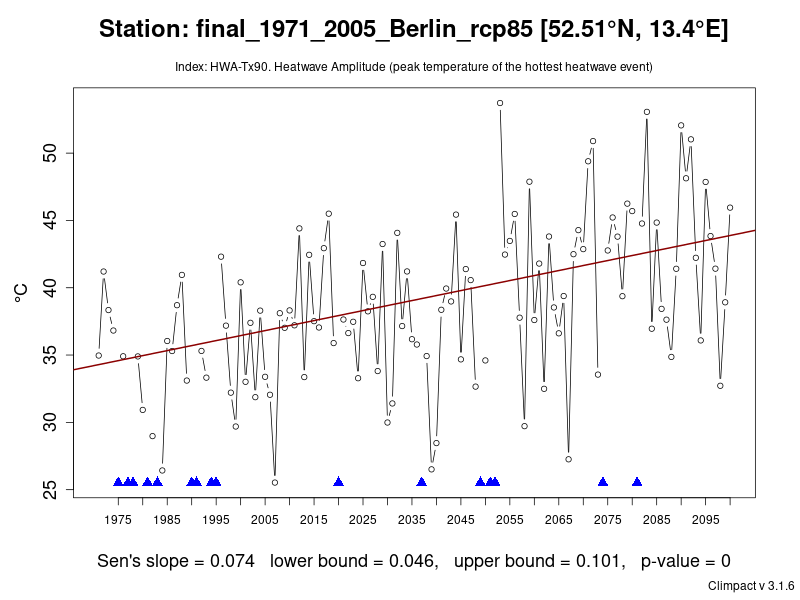 Station: final_1971_2005_Berlin_rcp85 [52.51°N, 13.4°E]
Index: HWA-Tx90. Heatwave Amplitude (peak temperature of the hottest heatwave event)
50
45
40
°C
35
30
25
1975 1985 1995 2005 2015 2025 2035 2045 2055 2065 2075 2085 2095
Sen's slope = 0.074 lower bound = 0.046, upper bound = 0.101, p-value = 0
Climpact v 3.1.6